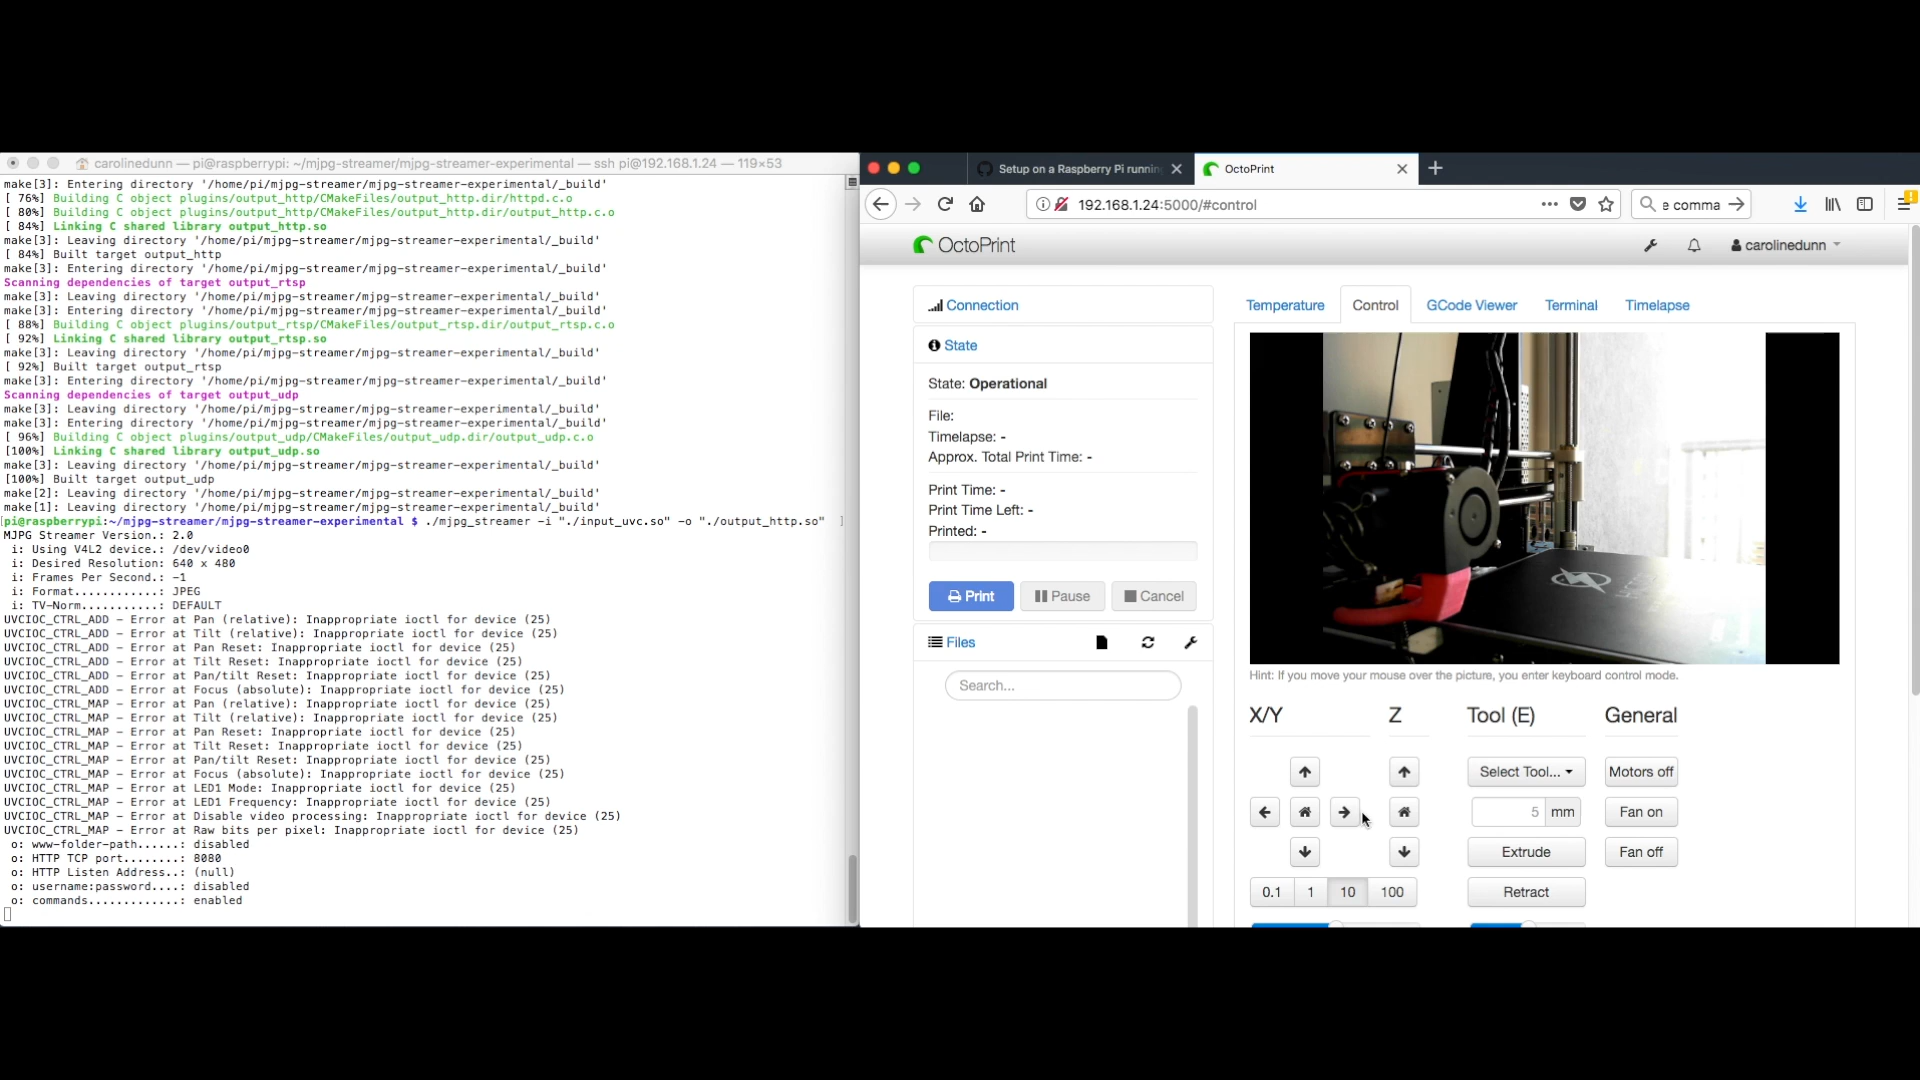 carolinedunn — pi@raspberrypi: ~/mjpg-streamer/mjpg-streamer-experimental — ssh pi@192.168.1.24 — 119×53
make[3]: Entering directory '/home/pi/mjpg-streamer/mjpg-streamer-experimental/_build'
[ 76%] Building C object plugins/output_http/CMakeFiles/output_http.dir/httpd.c.o
[ 80%] Building C object plugins/output_http/CMakeFiles/output_http.dir/output_http.c.o
[ 84%] Linking C shared library output_http.so
make[3]: Leaving directory '/home/pi/mjpg-streamer/mjpg-streamer-experimental/_build'
[ 84%] Built target output_http
make[3]: Entering directory '/home/pi/mjpg-streamer/mjpg-streamer-experimental/_build'
Scanning dependencies of target output_rtsp
make[3]: Leaving directory '/home/pi/mjpg-streamer/mjpg-streamer-experimental/_build'
make[3]: Entering directory '/home/pi/mjpg-streamer/mjpg-streamer-experimental/_build'
[ 88%] Building C object plugins/output_rtsp/CMakeFiles/output_rtsp.dir/output_rtsp.c.o
[ 92%] Linking C shared library output_rtsp.so
make[3]: Leaving directory '/home/pi/mjpg-streamer/mjpg-streamer-experimental/_build'
[ 92%] Built target output_rtsp
make[3]: Entering directory '/home/pi/mjpg-streamer/mjpg-streamer-experimental/_build'
Scanning dependencies of target output_udp
make[3]: Leaving directory '/home/pi/mjpg-streamer/mjpg-streamer-experimental/_build'
make[3]: Entering directory '/home/pi/mjpg-streamer/mjpg-streamer-experimental/_build'
[ 96%] Building C object plugins/output_udp/CMakeFiles/output_udp.dir/output_udp.c.o
[100%] Linking C shared library output_udp.so
make[3]: Leaving directory '/home/pi/mjpg-streamer/mjpg-streamer-experimental/_build'
[100%] Built target output_udp
make[2]: Leaving directory '/home/pi/mjpg-streamer/mjpg-streamer-experimental/_build'
make[1]: Leaving directory '/home/pi/mjpg-streamer/mjpg-streamer-experimental/_build'
[pi@raspberrypi:~/mjpg-streamer/mjpg-streamer-experimental $ ./mjpg_streamer -i "./input_uvc.so" -o "./output_http.so" ]
MJPG Streamer Version.: 2.0
i: Using V4L2 device.: /dev/video0
i: Desired Resolution: 640 x 480
i: Frames Per Second.: -1
i: Format............: JPEG
i: TV-Norm...........: DEFAULT
UVCIOC_CTRL_ADD - Error at Pan (relative): Inappropriate ioctl for device (25)
UVCIOC_CTRL_ADD - Error at Tilt (relative): Inappropriate ioctl for device (25)
UVCIOC_CTRL_ADD - Error at Pan Reset: Inappropriate ioctl for device (25)
UVCIOC_CTRL_ADD - Error at Tilt Reset: Inappropriate ioctl for device (25)
UVCIOC_CTRL_ADD - Error at Pan/tilt Reset: Inappropriate ioctl for device (25)
UVCIOC_CTRL_ADD - Error at Focus (absolute): Inappropriate ioctl for device (25)
UVCIOC_CTRL_MAP - Error at Pan (relative): Inappropriate ioctl for device (25)
UVCIOC_CTRL_MAP - Error at Tilt (relative): Inappropriate ioctl for device (25)
UVCIOC_CTRL_MAP - Error at Pan Reset: Inappropriate ioctl for device (25)
UVCIOC_CTRL_MAP - Error at Tilt Reset: Inappropriate ioctl for device (25)
UVCIOC_CTRL_MAP - Error at Pan/tilt Reset: Inappropriate ioctl for device (25)
UVCIOC_CTRL_MAP - Error at Focus (absolute): Inappropriate ioctl for device (25)
UVCIOC_CTRL_MAP - Error at LED1 Mode: Inappropriate ioctl for device (25)
UVCIOC_CTRL_MAP - Error at LED1 Frequency: Inappropriate ioctl for device (25)
UVCIOC_CTRL_MAP - Error at Disable video processing: Inappropriate ioctl for device (25)
UVCIOC_CTRL_MAP - Error at Raw bits per pixel: Inappropriate ioctl for device (25)
o: www-folder-path......: disabled
o: HTTP TCP port........: 8080
o: HTTP Listen Address..: (null)
o: username:password....: disabled
o: commands.............: enabled
Setup on a Raspberry Pi runnin
OctoPrint
192.168.1.24:5000/#control
e comma
OctoPrint
carolinedunn
Connection
State
State: Operational
File:
Timelapse: -
Approx. Total Print Time: -
Print Time: -
Print Time Left: -
Printed: -
Print Pause Cancel
Files
Search...
Temperature Control GCode Viewer Terminal Timelapse
Hint: If you move your mouse over the picture, you enter keyboard control mode.
X/Y Z Tool (E) General
Select Tool... Motors off
5 mm Fan on
Extrude Fan off
0.1 1 10 100 Retract